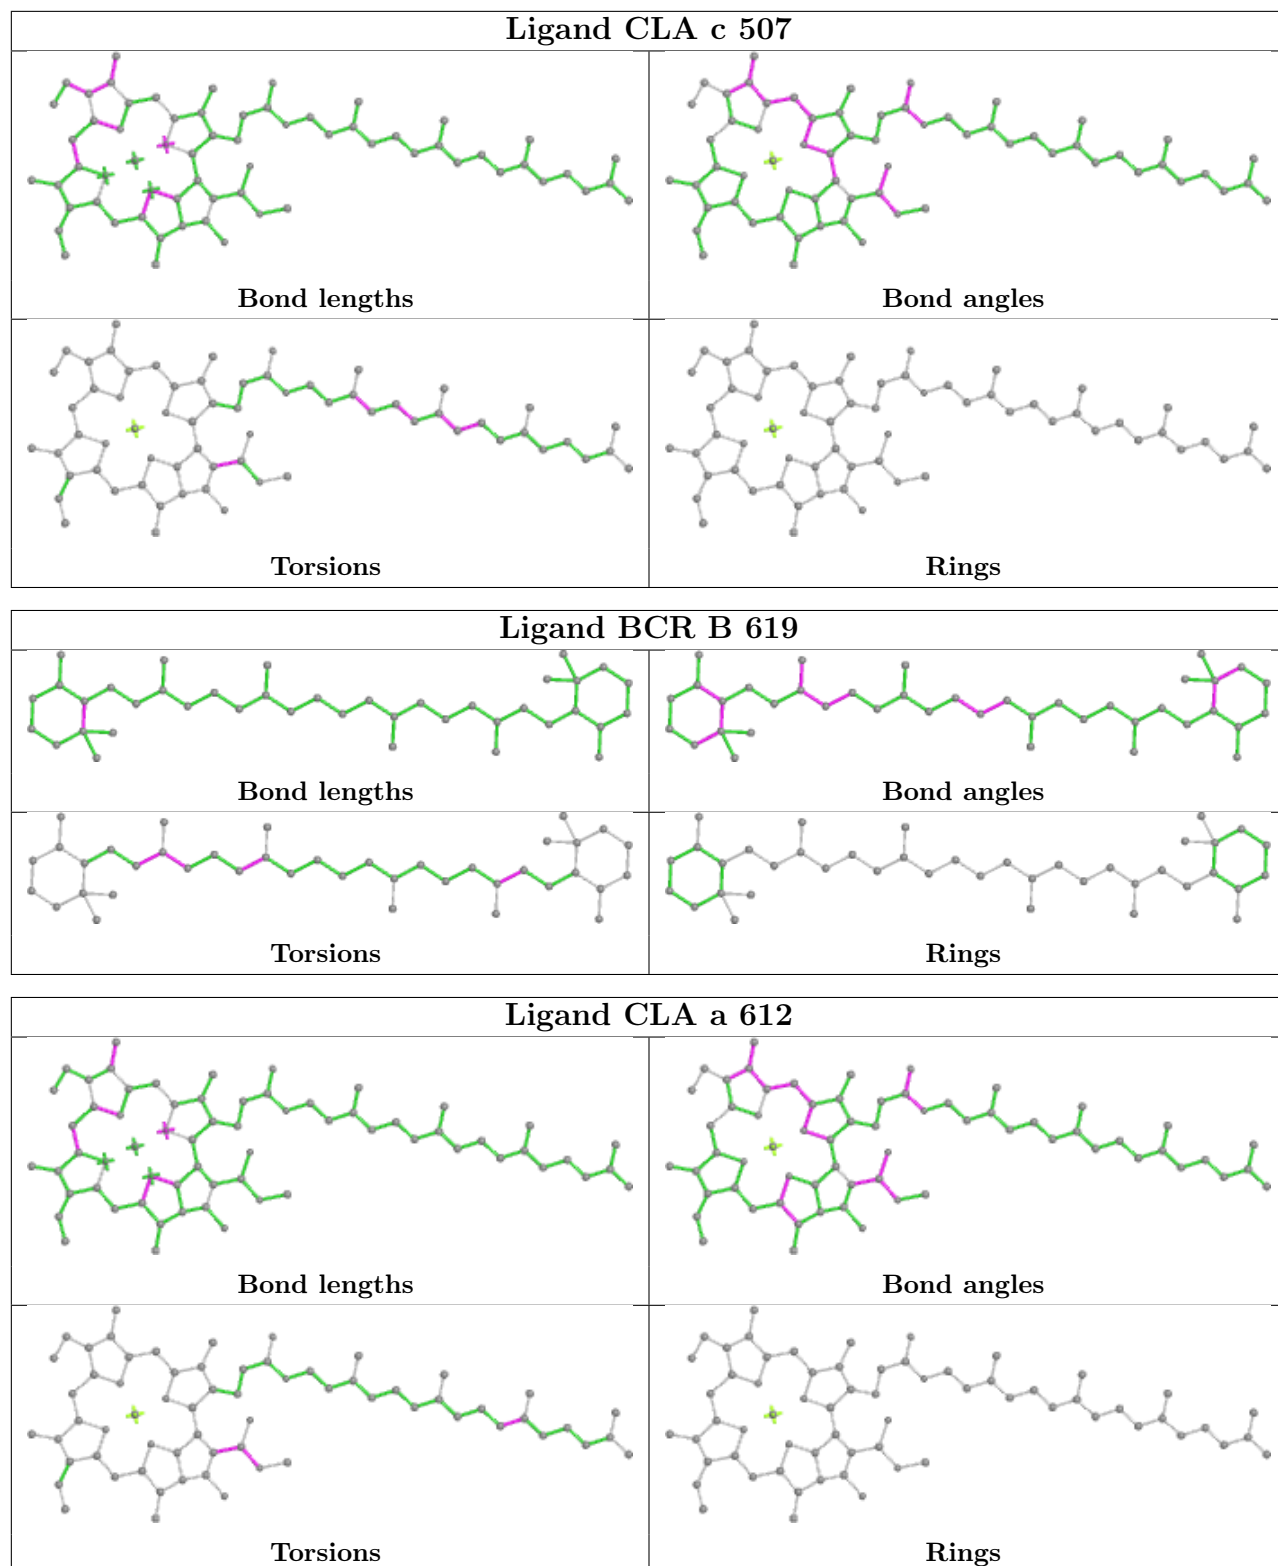 Ligand CLA c 507
Bond lengths
Bond angles
Torsions
Rings
Ligand BCR B 619
Bond lengths
Bond angles
Torsions
Rings
Ligand CLA a 612
Bond lengths
Bond angles
Torsions
Rings